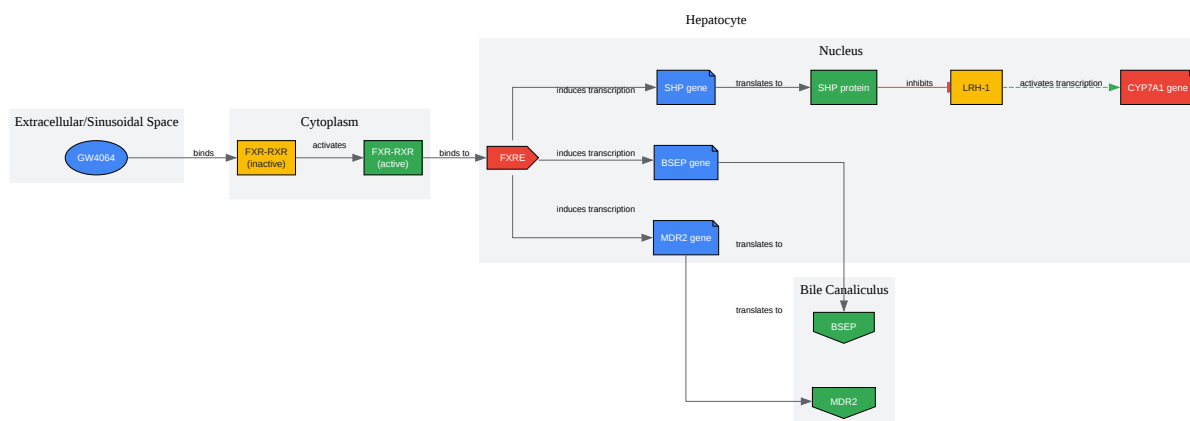 Hepatocyte
Nucleus
Extracellular/Sinusoidal Space
Cytoplasm
GW4064
binds
FXR-RXR
(inactive)
activates
FXR-RXR
(active)
binds to
FXRE
induces transcription
SHP gene
translates to
SHP protein
inhibits
LRH-1
activates transcription
CYP7A1 gene
induces transcription
BSEP gene
induces transcription
MDR2 gene
translates to
Bile Canaliculus
translates to
BSEP
MDR2